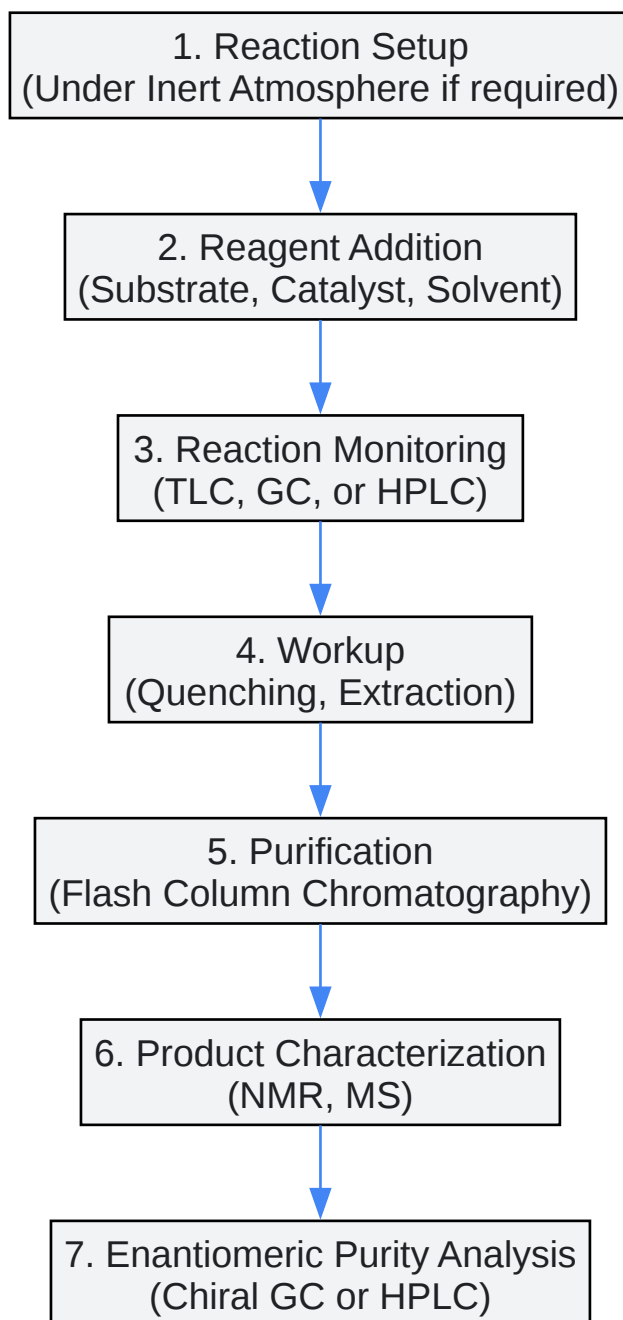 1. Reaction Setup
(Under Inert Atmosphere if required)
2. Reagent Addition
(Substrate, Catalyst, Solvent)
3. Reaction Monitoring
(TLC, GC, or HPLC)
4. Workup
(Quenching, Extraction)
5. Purification
(Flash Column Chromatography)
6. Product Characterization
(NMR, MS)
7. Enantiomeric Purity Analysis
(Chiral GC or HPLC)